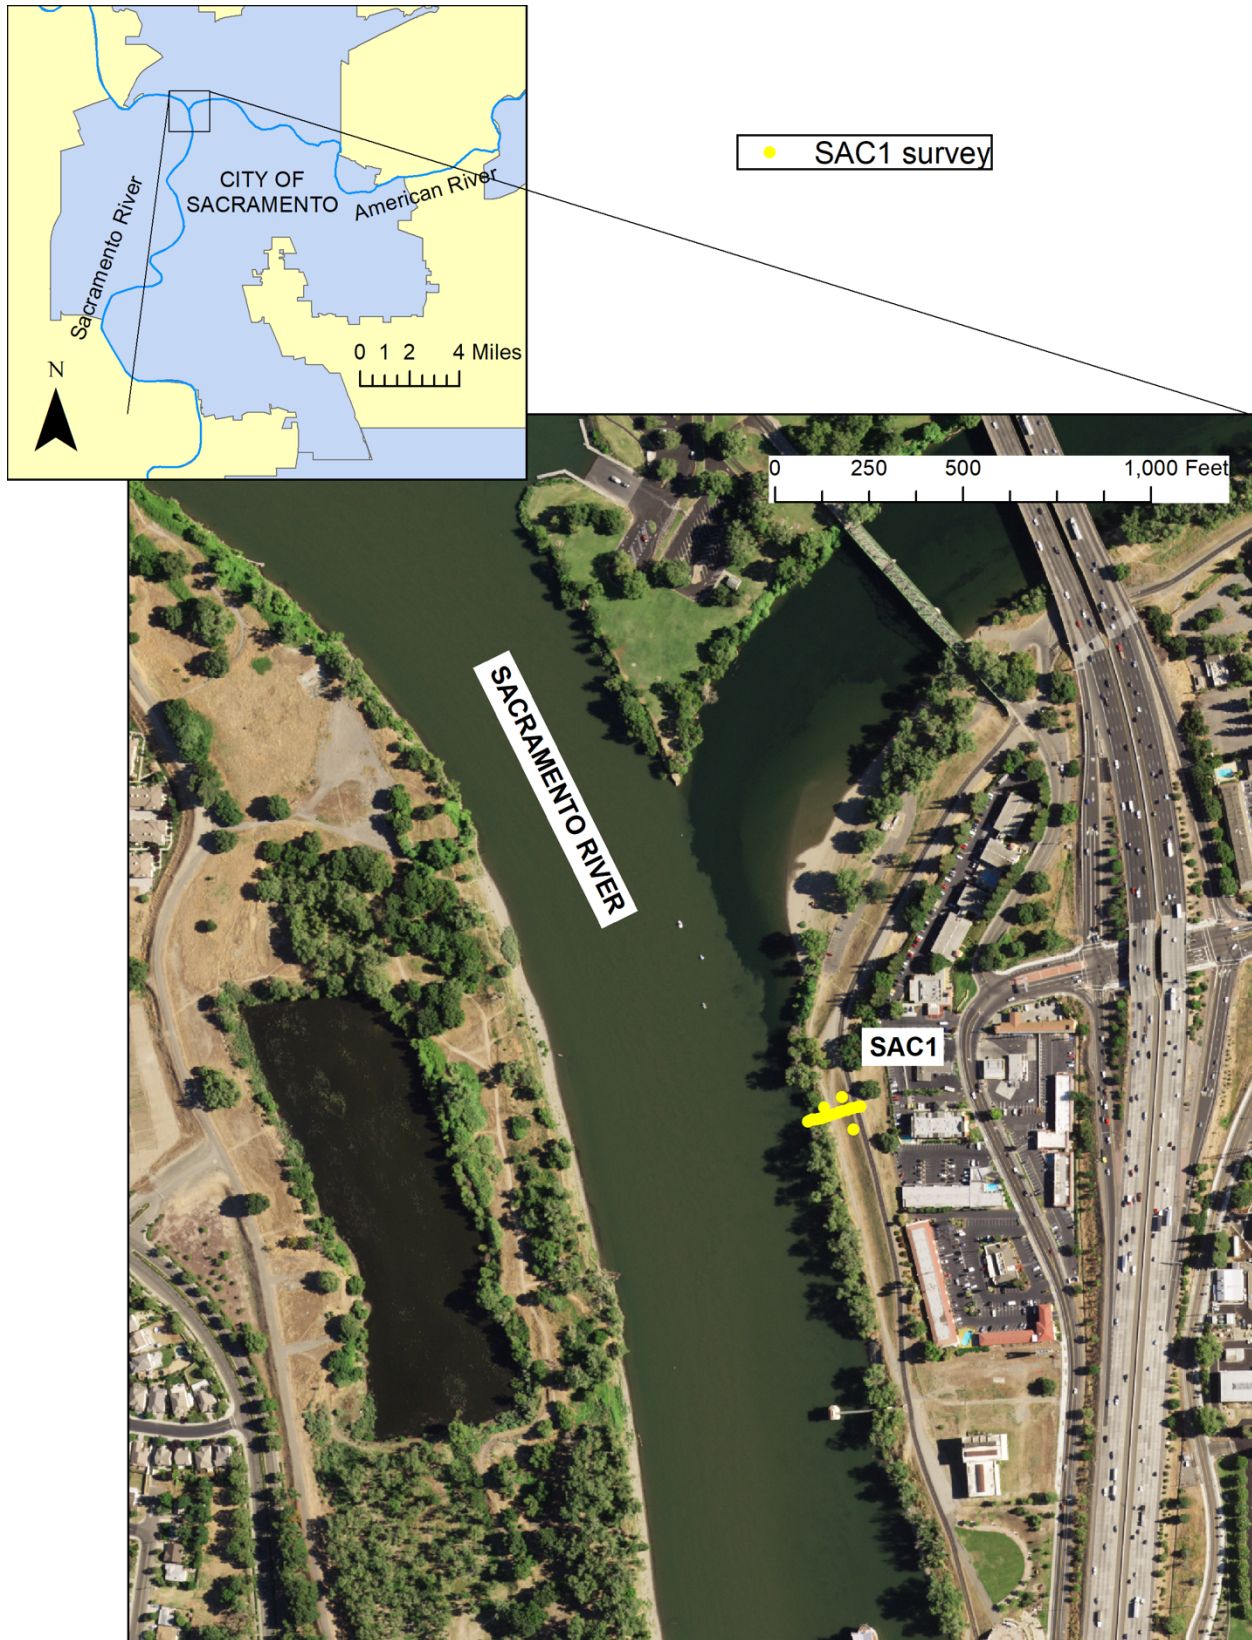 CITY OF
SACRAMENTO
American River
Sacramento River
0 1 2 4 Miles
N
SAC1 survey
0 250 500 1,000 Feet
SACRAMENTO RIVER
SAC1